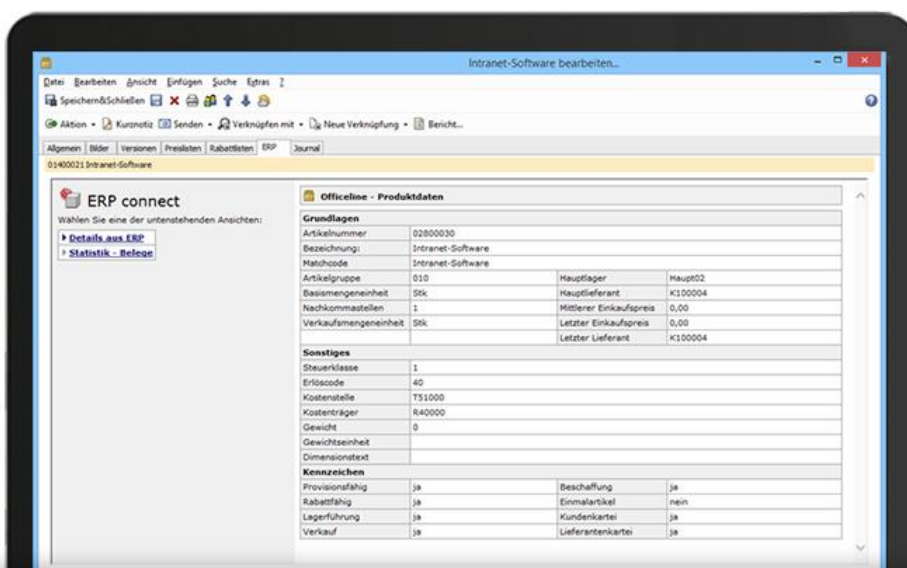 Intranet-Software bearbeiten...
Datei Bearbeiten Ansicht Einfügen Suche Extras ?
Speichern&Schließen
Aktion Kurznotiz Senden Verknüpfen mit Neue Verknüpfung Bericht...
Allgemein Bilder Versionen Preislisten Rabattlisten ERP Journal
01400021 Intranet-Software
ERP connect
Wählen Sie eine der untenstehenden Ansichten:
Details aus ERP
Statistik - Belege
Officeline - Produktdaten
Grundlagen
Artikelnummer 02800030
Bezeichnung: Intranet-Software
Matchcode Intranet-Software
Artikelgruppe 010 Hauptlager Haupt02
Basismengeneinheit Stk Hauptlieferant K100004
Nachkommastellen 1 Mittlerer Einkaufspreis 0,00
Verkaufsmengeneinheit Stk Letzter Einkaufspreis 0,00
Letzter Lieferant K100004
Sonstiges
Steuerklasse 1
Erlöscode 40
Kostenstelle T51000
Kostenträger R40000
Gewicht 0
Gewichtseinheit
Dimensionstext
Kennzeichen
Provisionsfähig ja Beschaffung ja
Rabattfähig ja Einmalartikel nein
Lagerführung ja Kundenkartei ja
Verkauf ja Lieferantenkartei ja